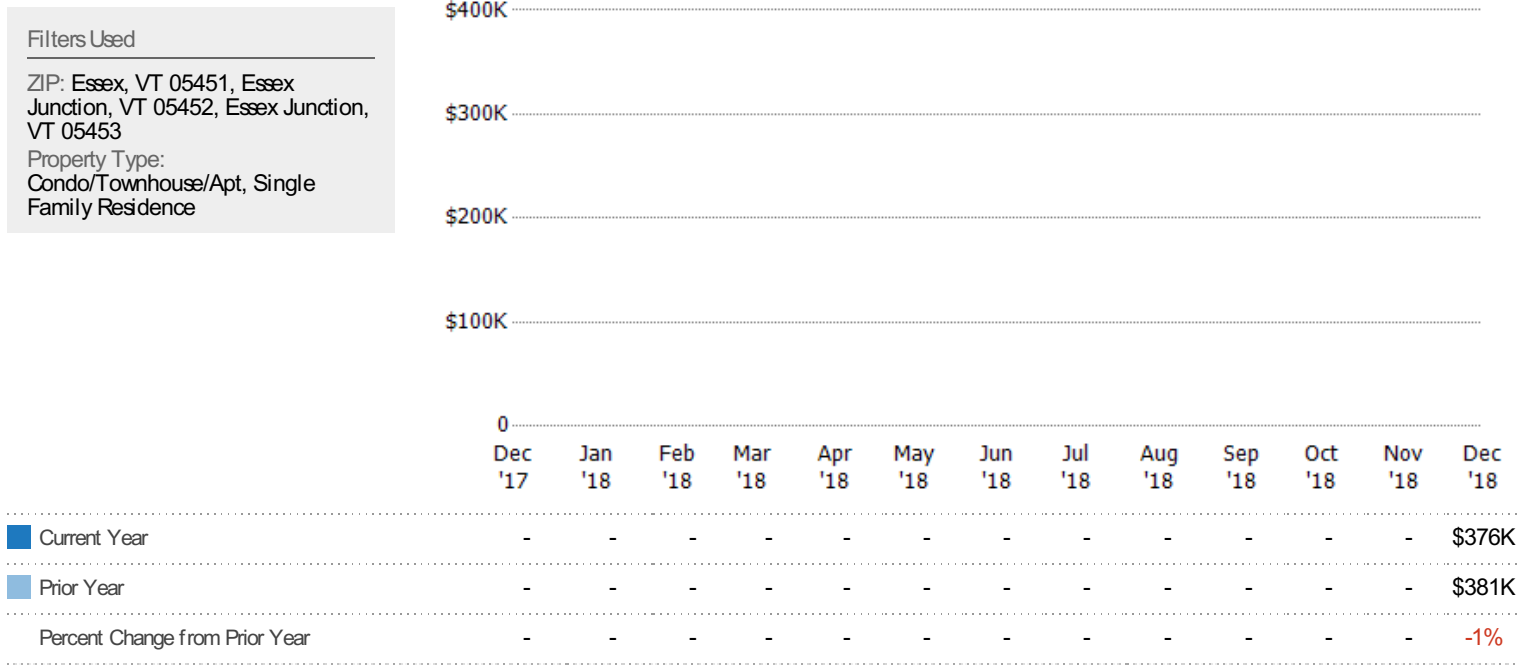 Filters Used
ZIP: Essex, VT 05451, Essex
Junction, VT 05452, Essex Junction,
VT 05453
Property Type:
Condo/Townhouse/Apt, Single
Family Residence
$400K
$300K
$200K
$100K
0
Dec Jan Feb Mar Apr May Jun Jul Aug Sep Oct Nov Dec
'17 '18 '18 '18 '18 '18 '18 '18 '18 '18 '18 '18 '18
Current Year - - - - - - - - - - - - $376K
Prior Year - - - - - - - - - - - - $381K
Percent Change from Prior Year - - - - - - - - - - - - -1%